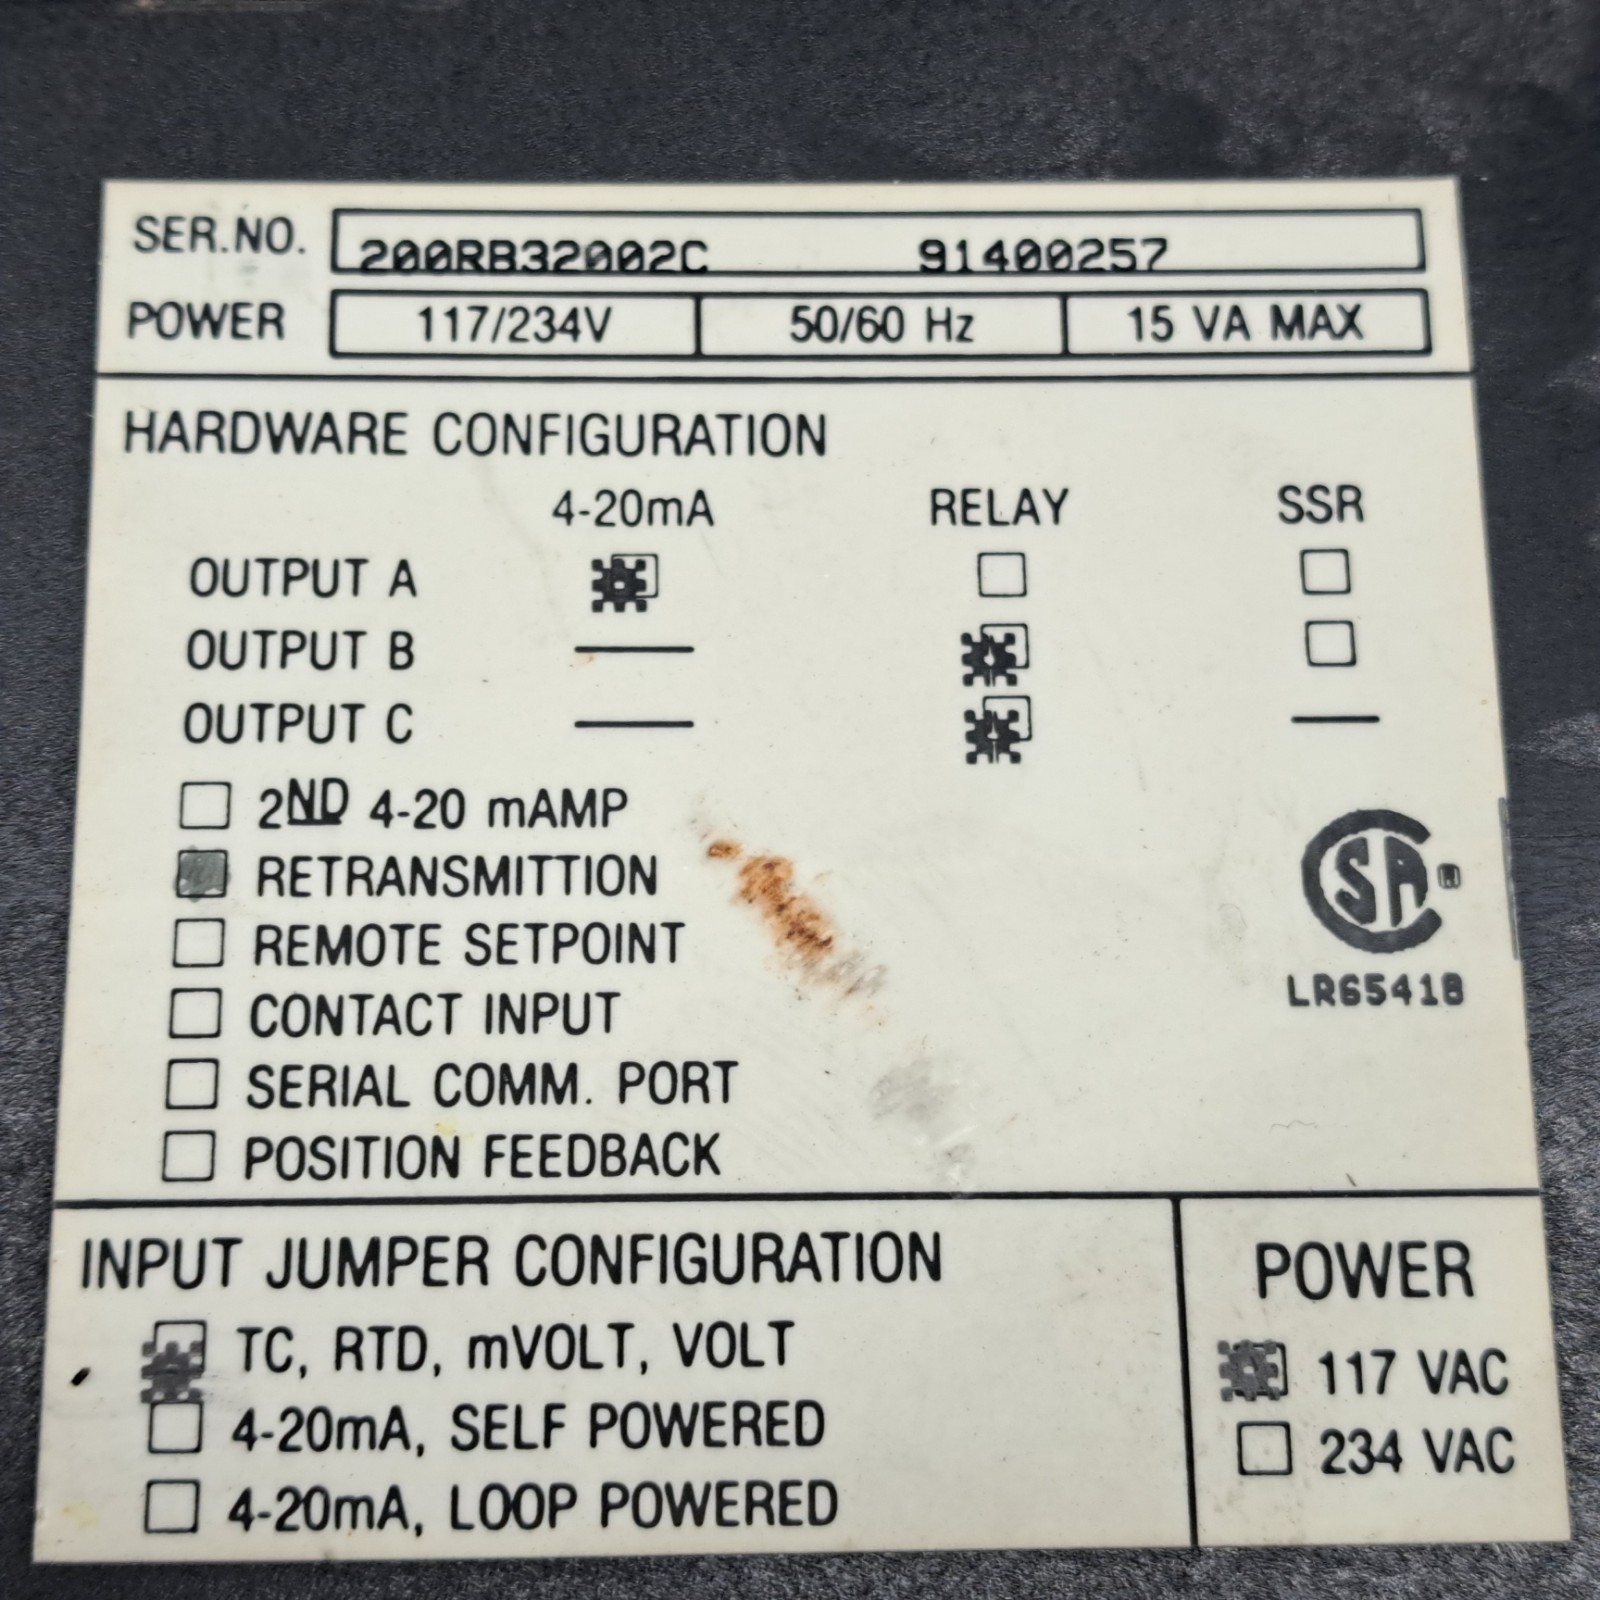 SER.NO. 200RB32002C 91400257
POWER 117/234V 50/60 Hz 15 VA MAX
HARDWARE CONFIGURATION
4-20mA RELAY SSR
OUTPUT A
OUTPUT B
OUTPUT C
2ND 4-20 mAMP
RETRANSMITTION
REMOTE SETPOINT
CONTACT INPUT
SERIAL COMM. PORT
POSITION FEEDBACK
SA
LR65418
INPUT JUMPER CONFIGURATION
TC, RTD, mVOLT, VOLT
4-20mA, SELF POWERED
4-20mA, LOOP POWERED
POWER
117 VAC
234 VAC